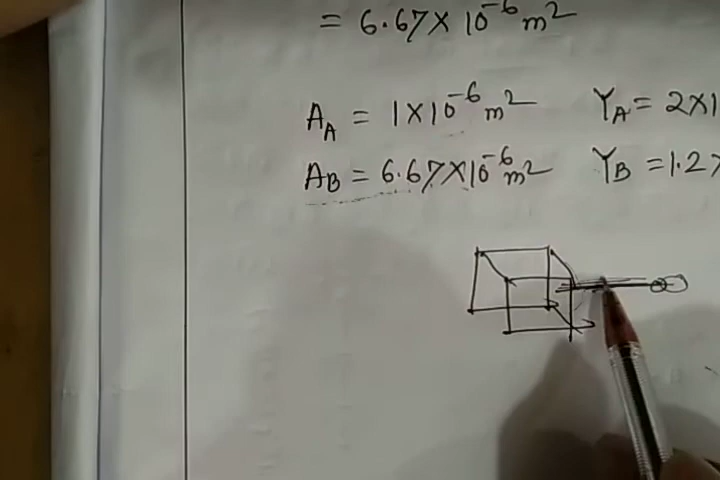 = 6.67 × 10⁻⁶ m²
A_A = 1 × 10⁻⁶ m² Y_A = 2×1
A_B = 6.67 × 10⁻⁶ m² Y_B = 1.2×